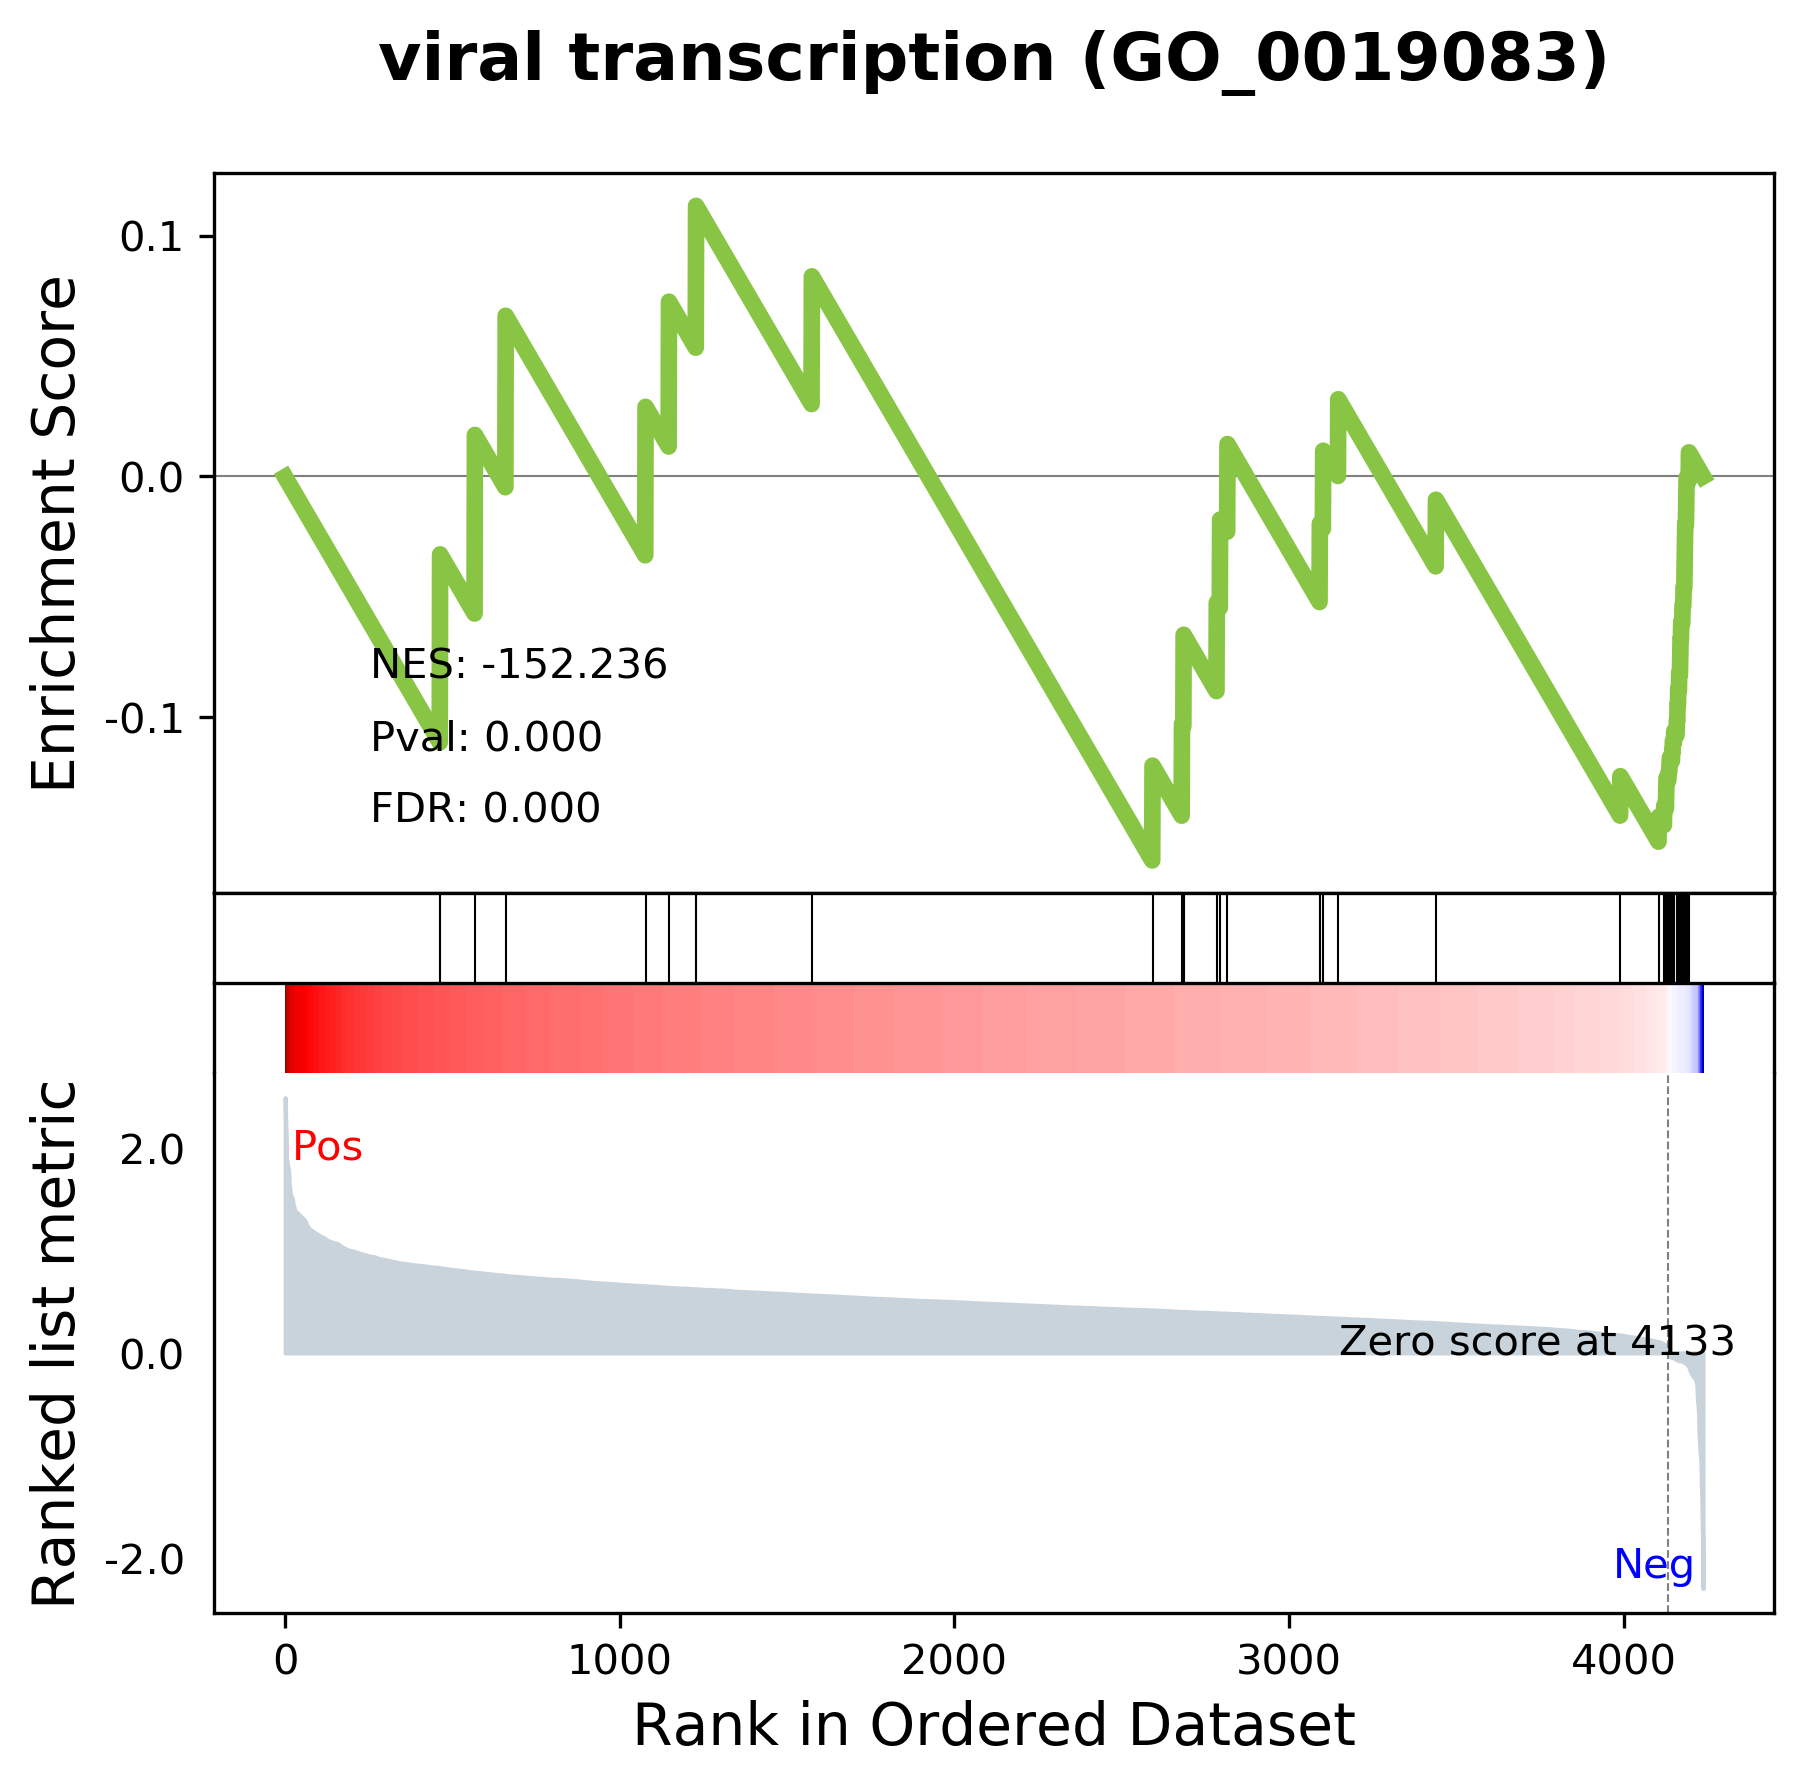 viral transcription (GO_0019083)
Enrichment Score
0.1
0.0
-0.1
NES: -152.236
Pval: 0.000
FDR: 0.000
Ranked list metric
2.0
0.0
-2.0
Pos
Zero score at 4133
Neg
0 1000 2000 3000 4000
Rank in Ordered Dataset